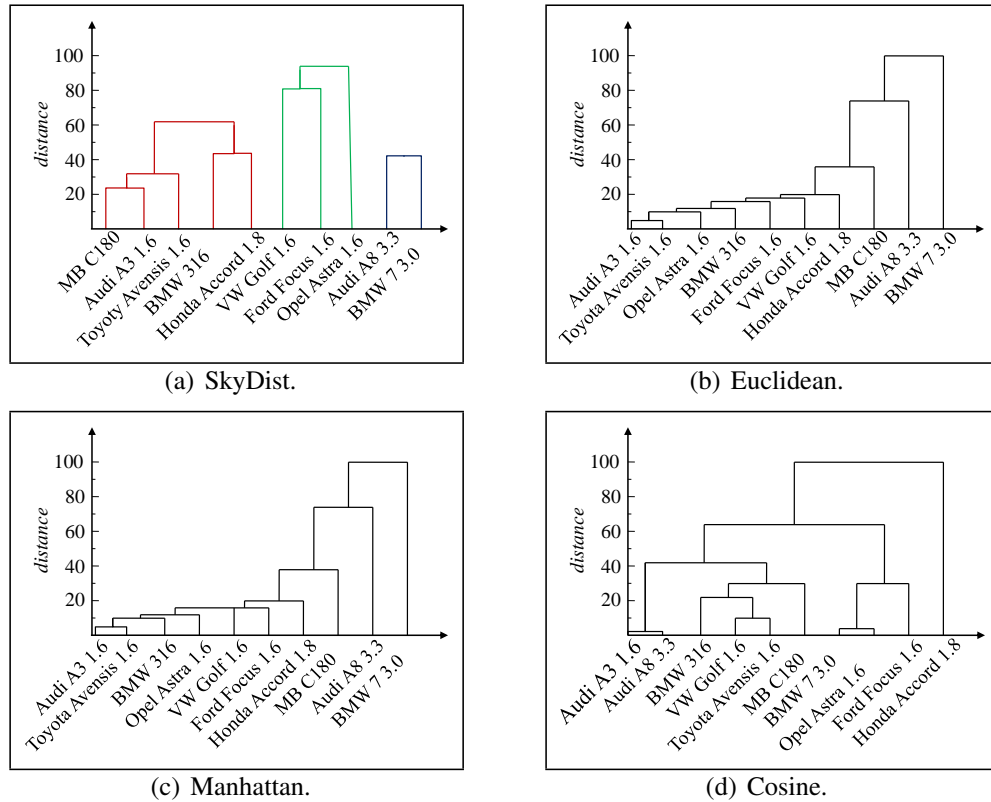 distance
100
80
60
40
20
MB C180
Audi A3 1.6
Toyoty Avensis 1.6
BMW 316
Honda Accord 1.8
VW Golf 1.6
Ford Focus 1.6
Opel Astra 1.6
Audi A8 3.3
BMW 7 3.0
(a) SkyDist.
distance
100
80
60
40
20
Audi A3 1.6
Toyota Avensis 1.6
Opel Astra 1.6
BMW 316
Ford Focus 1.6
VW Golf 1.6
Honda Accord 1.8
MB C180
Audi A8 3.3
BMW 7 3.0
(b) Euclidean.
distance
100
80
60
40
20
Audi A3 1.6
Toyota Avensis 1.6
BMW 316
Opel Astra 1.6
VW Golf 1.6
Ford Focus 1.6
Honda Accord 1.8
MB C180
Audi A8 3.3
BMW 7 3.0
(c) Manhattan.
distance
100
80
60
40
20
Audi A3 1.6
Audi A8 3.3
BMW 316
VW Golf 1.6
Toyota Avensis 1.6
MB C180
BMW 7 3.0
Opel Astra 1.6
Ford Focus 1.6
Honda Accord 1.8
(d) Cosine.